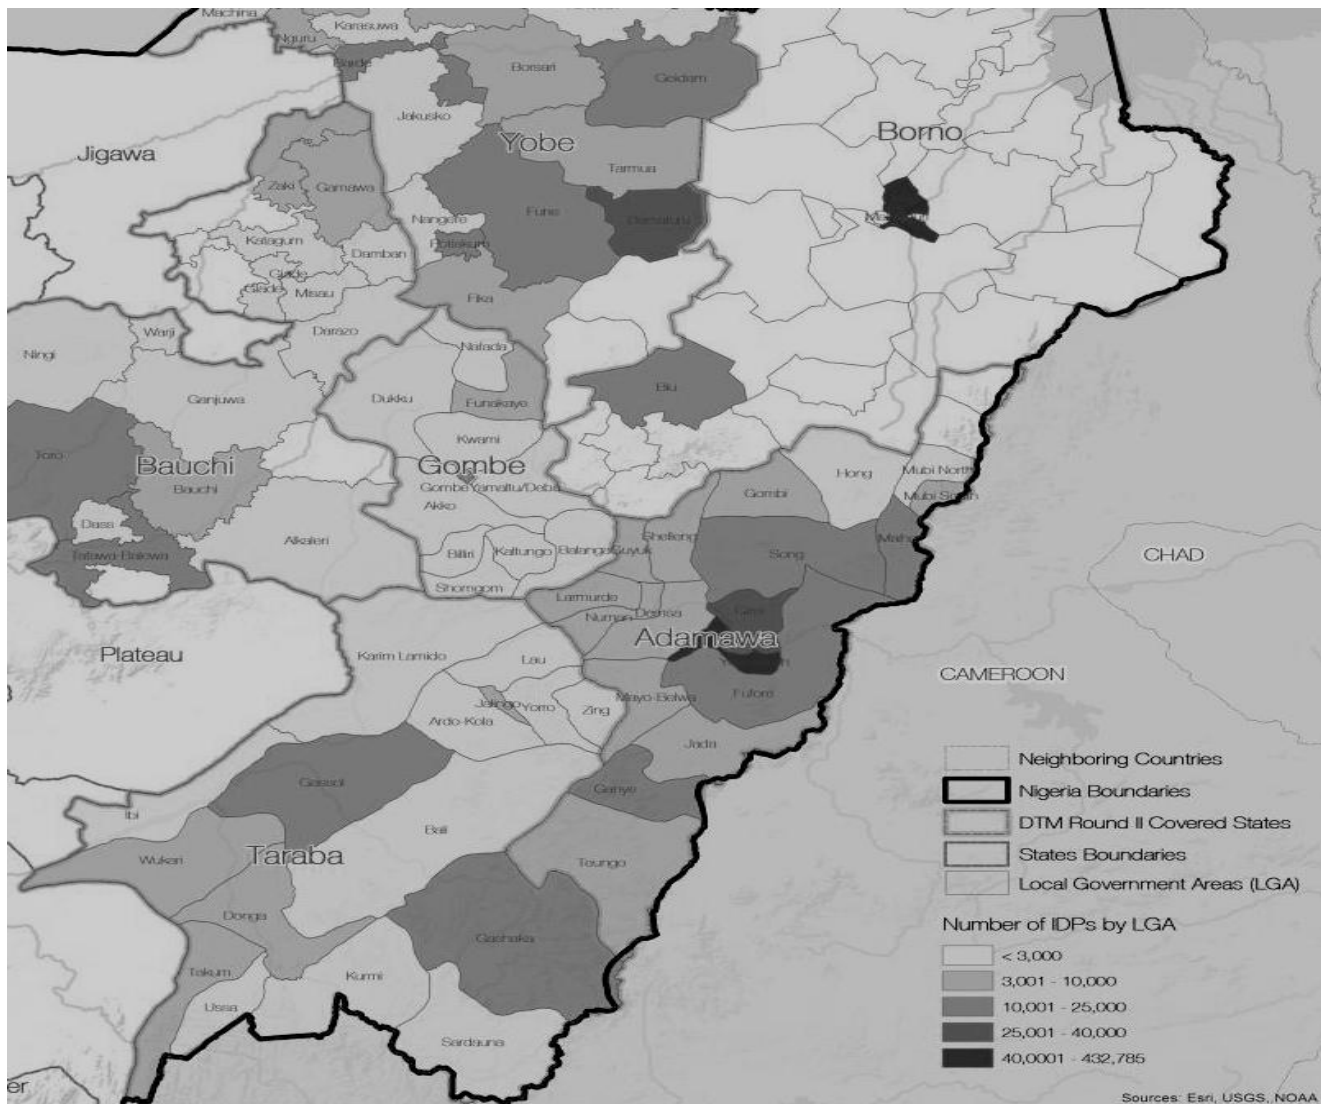 Machina
Karasuwa
Nguru
Borsari
Geidam
Jakusko
Borno
Yobe
Jigawa
Tarmua
Zaki
Gamawa
Nangere
Fune
Damaturu
Potiskum
Katagum
Damban
Giade
Misau
Fika
Warji
Darazo
Ningi
Nafada
Biu
Ganjuwa
Dukku
Funakaye
Kwami
Toro
Bauchi
Gombe
Hong
Mubi North
Bauchi
Gombe Yamaltu/Deba
Gombi
Mubi South
Akko
Dass
Alkaleri
Billiri
Kaltungo
Balanga
Guyuk
Shelleng
Song
Maiha
CHAD
Tafawa-Balewa
Shomgom
Larmurde
Numan
Demsa
Girei
Adamawa
Plateau
Karim Lamido
Lau
CAMEROON
Fufore
Mayo-Belwa
Jalingo
Yorro
Zing
Ardo-Kola
Jada
Gassol
Ganye
Ibi
Bali
Wukari
Taraba
Toungo
Donga
Gashaka
Takum
Kurmi
Ussa
Sardauna
er
Neighboring Countries
Nigeria Boundaries
DTM Round II Covered States
States Boundaries
Local Government Areas (LGA)
Number of IDPs by LGA
< 3,000
3,001 - 10,000
10,001 - 25,000
25,001 - 40,000
40,0001 - 432,785
Sources: Esri, USGS, NOAA